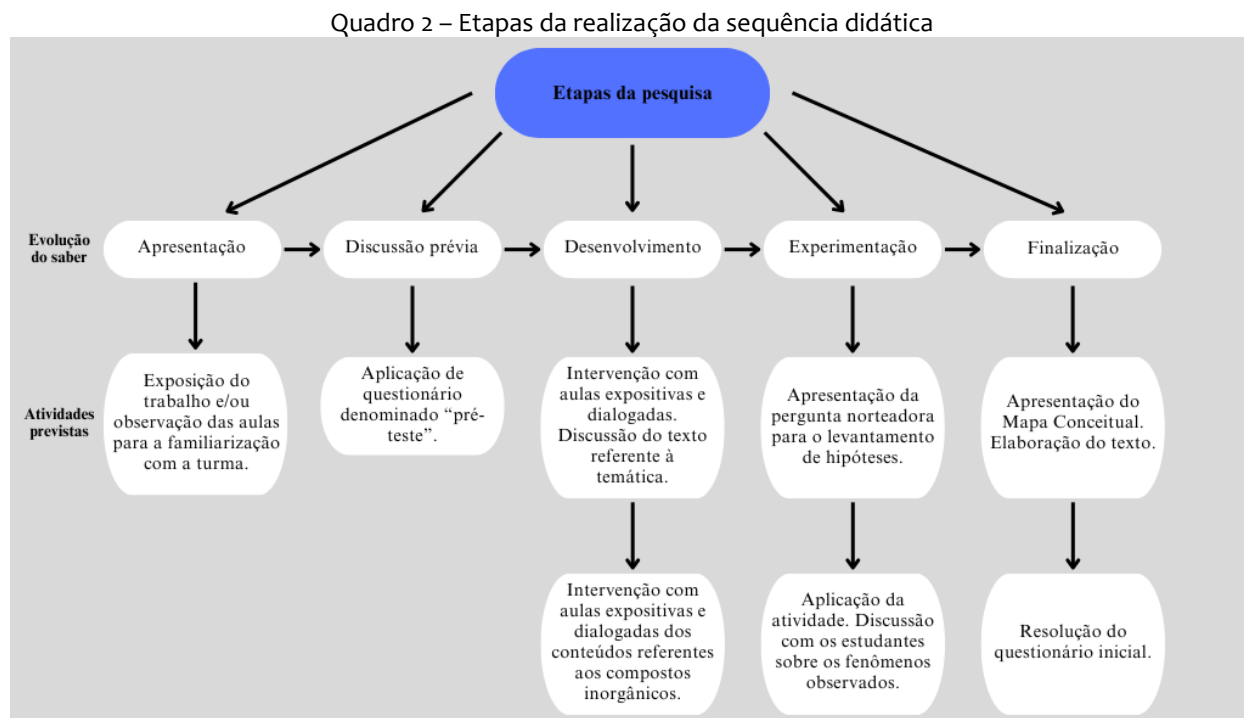 Quadro 2 – Etapas da realização da sequência didática
Etapas da pesquisa
Evolução
do saber
Apresentação
Discussão prévia
Desenvolvimento
Experimentação
Finalização
Atividades
previstas
Exposição do
trabalho e/ou
observação das aulas
para a familiarização
com a turma.
Aplicação de
questionário
denominado “pré-
teste”.
Intervenção com
aulas expositivas e
dialogadas.
Discussão do texto
referente à
temática.
Apresentação da
pergunta norteadora
para o levantamento
de hipóteses.
Apresentação do
Mapa Conceitual.
Elaboração do texto.
Intervenção com
aulas expositivas e
dialogadas dos
conteúdos referentes
aos compostos
inorgânicos.
Aplicação da
atividade. Discussão
com os estudantes
sobre os fenômenos
observados.
Resolução do
questionário inicial.